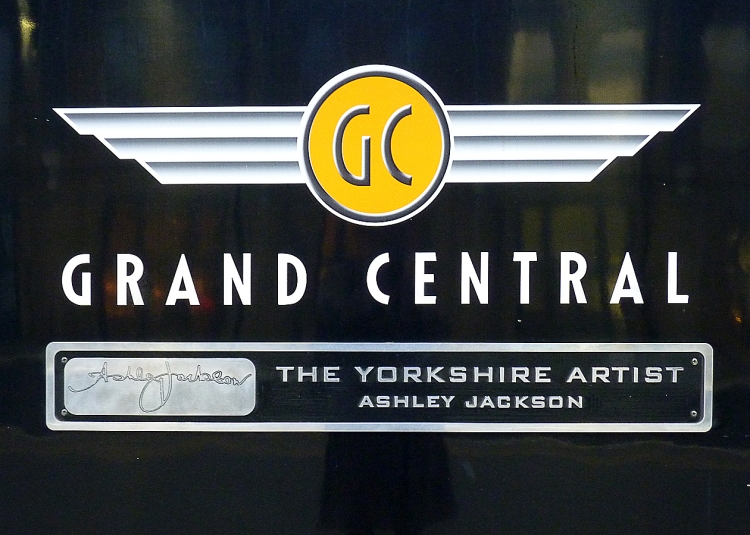 GC
GRAND CENTRAL
Ashley Jackson
THE YORKSHIRE ARTIST
ASHLEY JACKSON